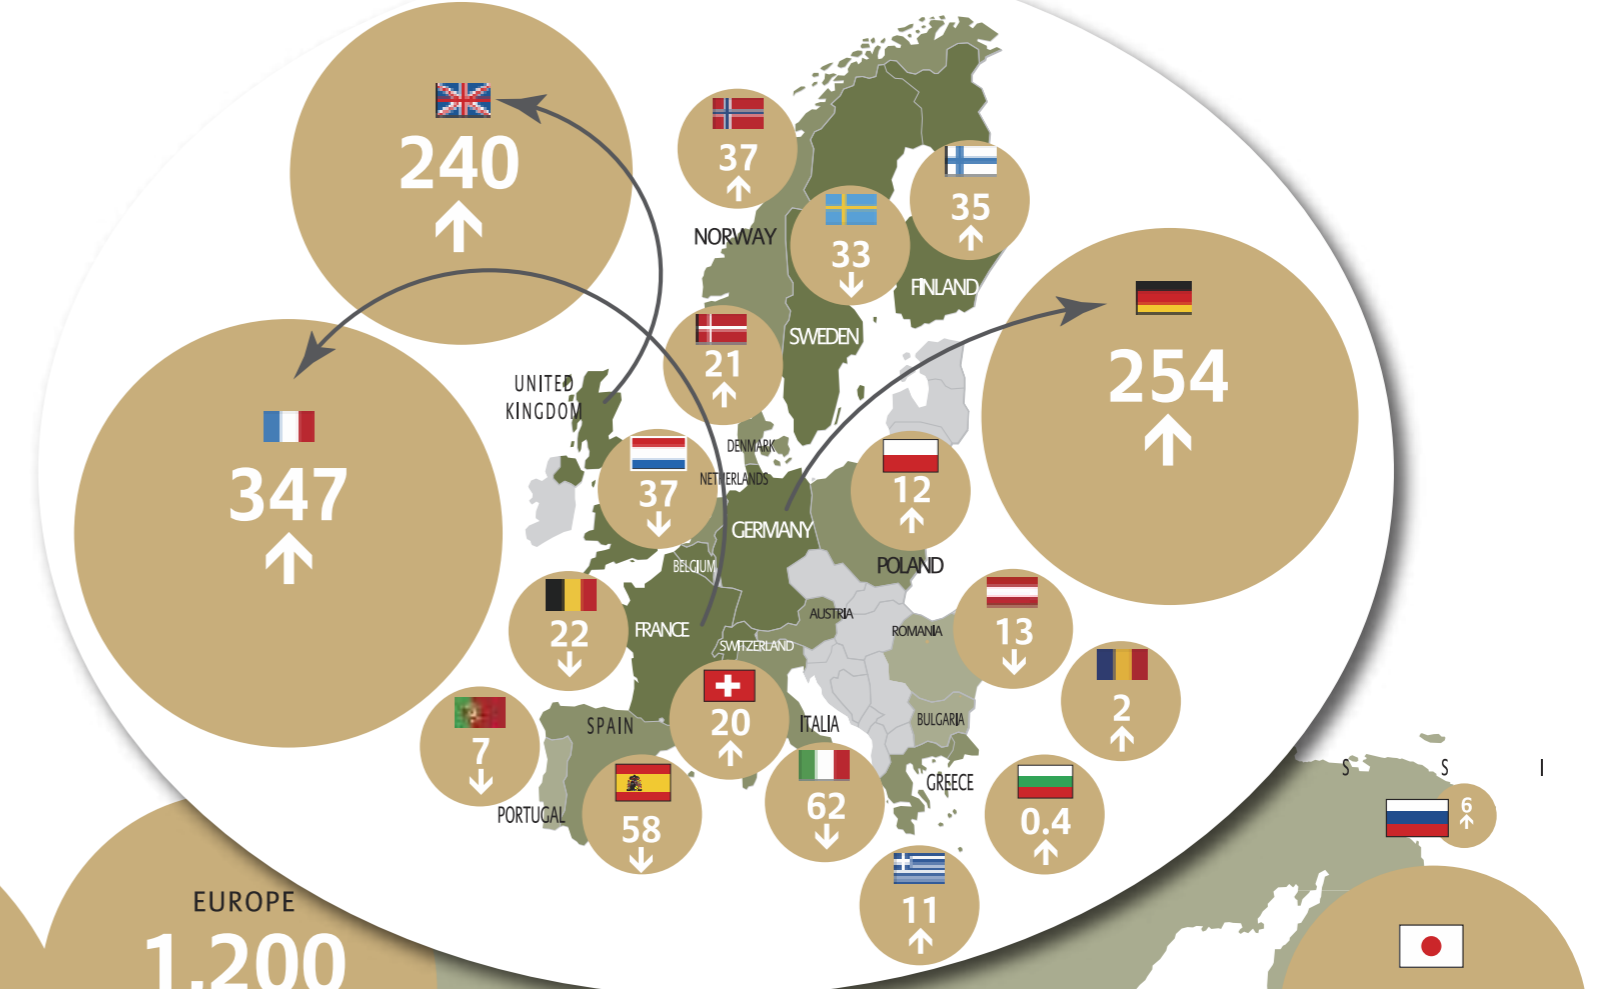 240
37
35
NORWAY
33
FINLAND
SWEDEN
21
254
UNITED
KINGDOM
347
DENMARK
NETHERLANDS
37
12
GERMANY
POLAND
BELGIUM
22
FRANCE
AUSTRIA
ROMANIA
13
SWITZERLAND
2
7
SPAIN
20
ITALIA
BULGARIA
PORTUGAL
58
62
GREECE
0.4
S S I
6
11
EUROPE
1,200